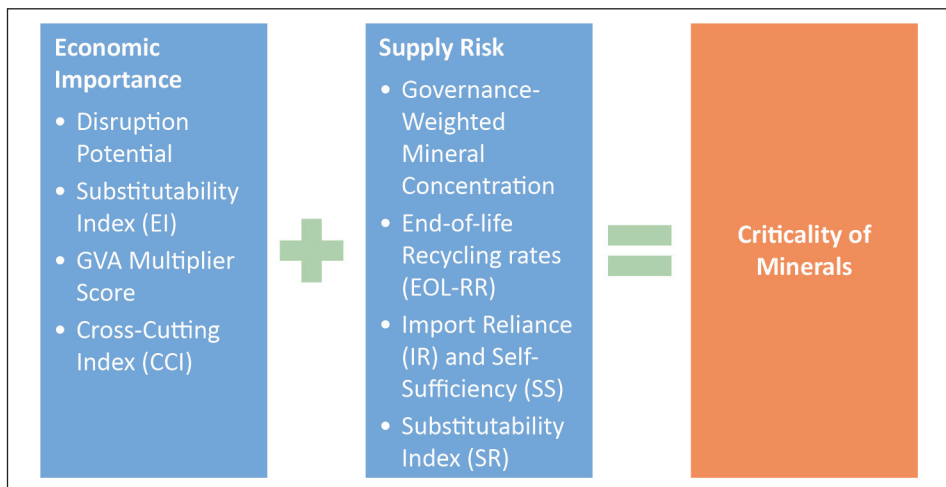 Economic
Importance
• Disruption
Potential
• Substitutability
Index (EI)
• GVA Multiplier
Score
• Cross-Cutting
Index (CCI)
Supply Risk
• Governance-
Weighted
Mineral
Concentration
• End-of-life
Recycling rates
(EOL-RR)
• Import Reliance
(IR) and Self-
Sufficiency (SS)
• Substitutability
Index (SR)
Criticality of
Minerals